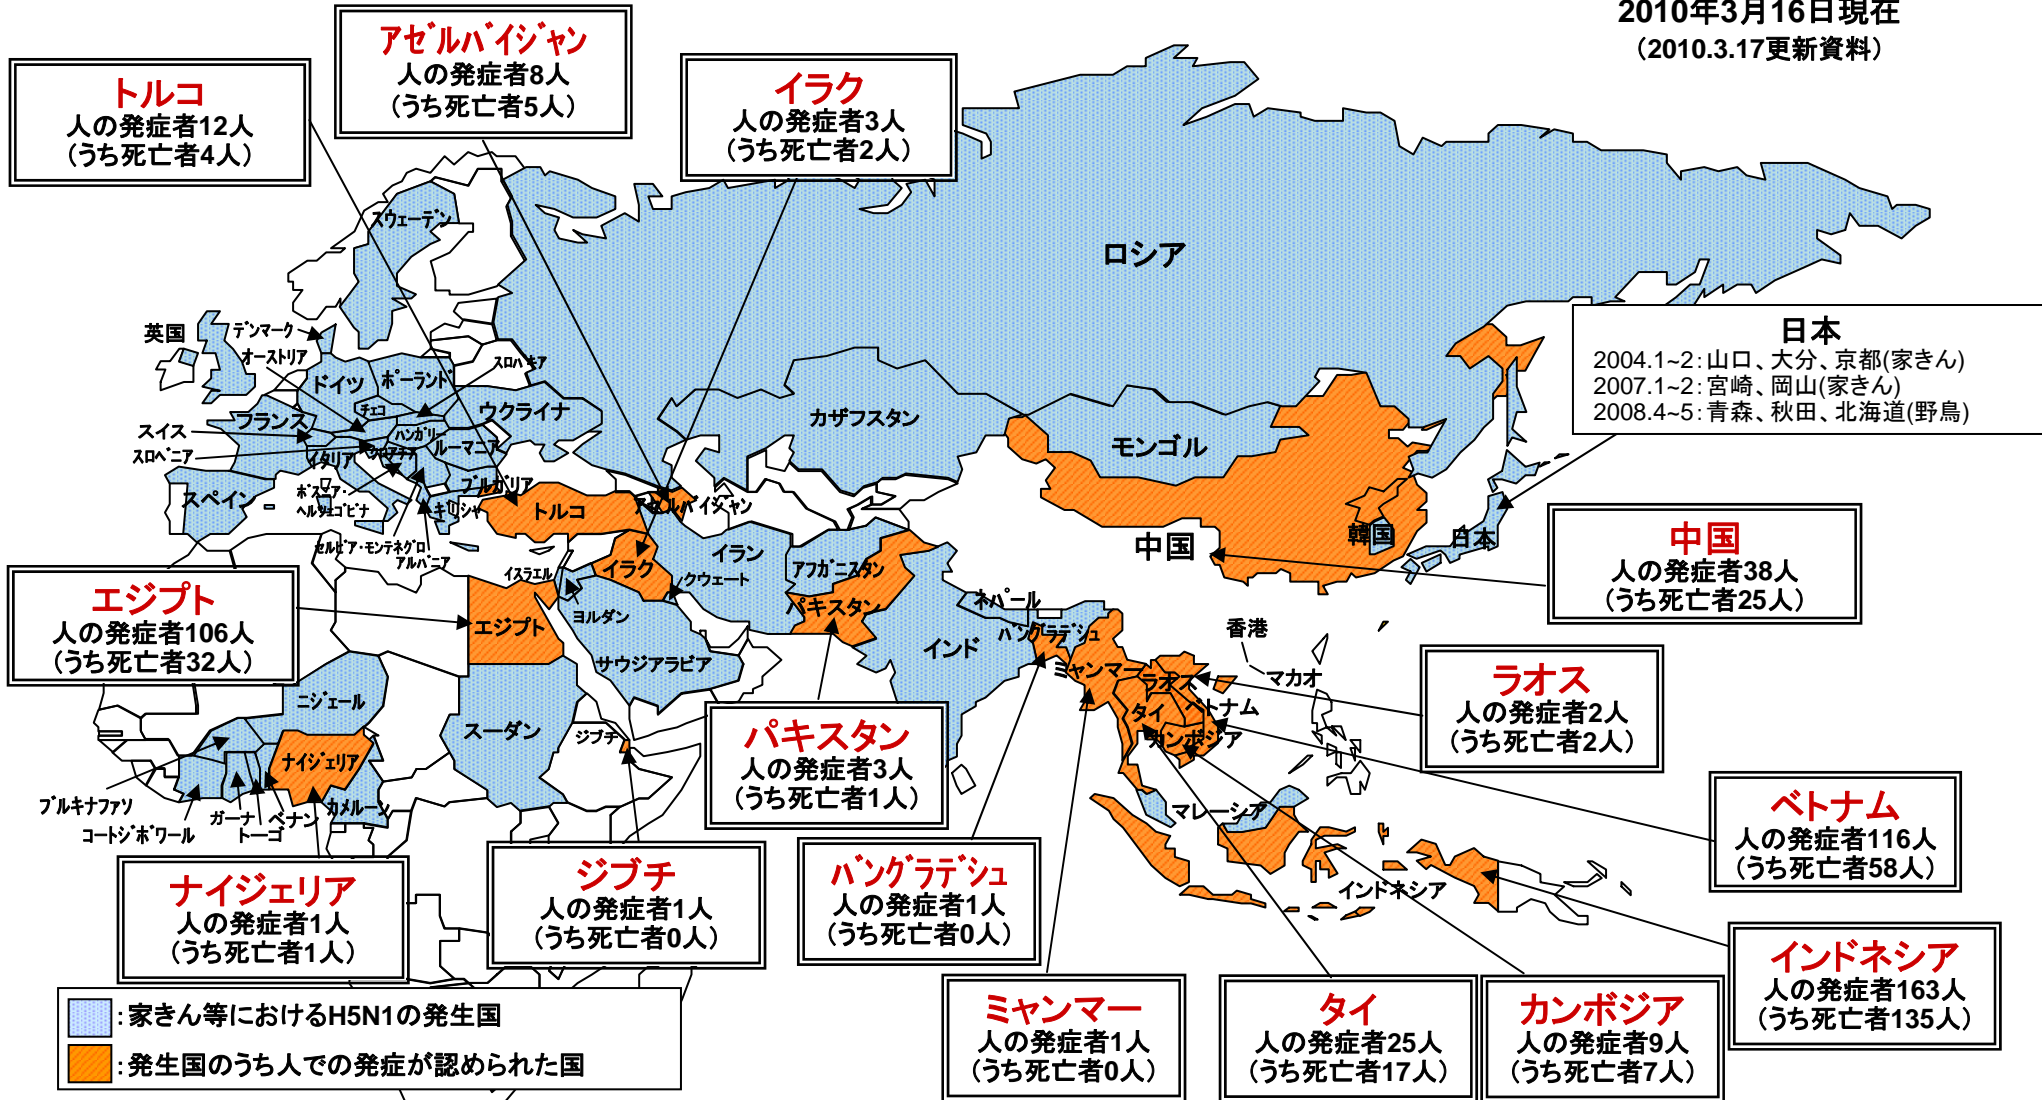 2010年3月16日現在
（2010.3.17更新資料）
アゼルバイジャン
人の発症者8人
（うち死亡者5人）
トルコ
人の発症者12人
（うち死亡者4人）
イラク
人の発症者3人
（うち死亡者2人）
スウェーデン
ロシア
英国
デンマーク
オーストリア
スロバキア
ドイツ
ポーランド
チェコ
フランス
ウクライナ
スイス
ハンガリー
ルーマニア
スロベニア
イタリア
クロアチア
ブルガリア
スペイン
ボスマニア・
ヘルツェゴビナ
ギリシャ
セルビア・モンテネグロ
アルバニア
トルコ
アゼルバイジャン
カザフスタン
モンゴル
日本
2004.1~2：山口、大分、京都(家きん)
2007.1~2：宮崎、岡山(家きん)
2008.4~5：青森、秋田、北海道(野鳥)
中国
韓国
日本
中国
人の発症者38人
（うち死亡者25人）
イスラエル
イラク
イラン
クウェート
アフガニスタン
ヨルダン
パキスタン
サウジアラビア
ネパール
インド
バングラデシュ
ミャンマー
ラオス
タイ
ベトナム
カンボジア
香港
マカオ
マレーシア
インドネシア
エジプト
人の発症者106人
（うち死亡者32人）
エジプト
ニジェール
スーダン
ジブチ
ナイジェリア
カメルーン
ブルキナファソ
コートジボワール
ガーナ
トーゴ
ベナン
パキスタン
人の発症者3人
（うち死亡者1人）
ラオス
人の発症者2人
（うち死亡者2人）
ベトナム
人の発症者116人
（うち死亡者58人）
ナイジェリア
人の発症者1人
（うち死亡者1人）
ジブチ
人の発症者1人
（うち死亡者0人）
バングラデシュ
人の発症者1人
（うち死亡者0人）
インドネシア
人の発症者163人
（うち死亡者135人）
ミャンマー
人の発症者1人
（うち死亡者0人）
タイ
人の発症者25人
（うち死亡者17人）
カンボジア
人の発症者9人
（うち死亡者7人）
：家きん等におけるH5N1の発生国
：発生国のうち人での発症が認められた国